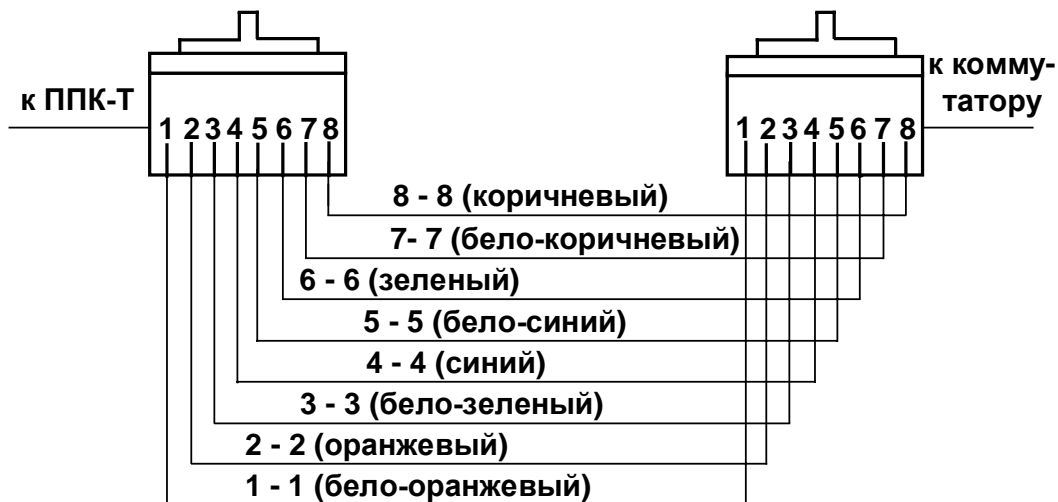 к ППК-Т
1 2 3 4 5 6 7 8
к комму-
татору
1 2 3 4 5 6 7 8
8 - 8 (коричневый)
7- 7 (бело-коричневый)
6 - 6 (зеленый)
5 - 5 (бело-синий)
4 - 4 (синий)
3 - 3 (бело-зеленый)
2 - 2 (оранжевый)
1 - 1 (бело-оранжевый)